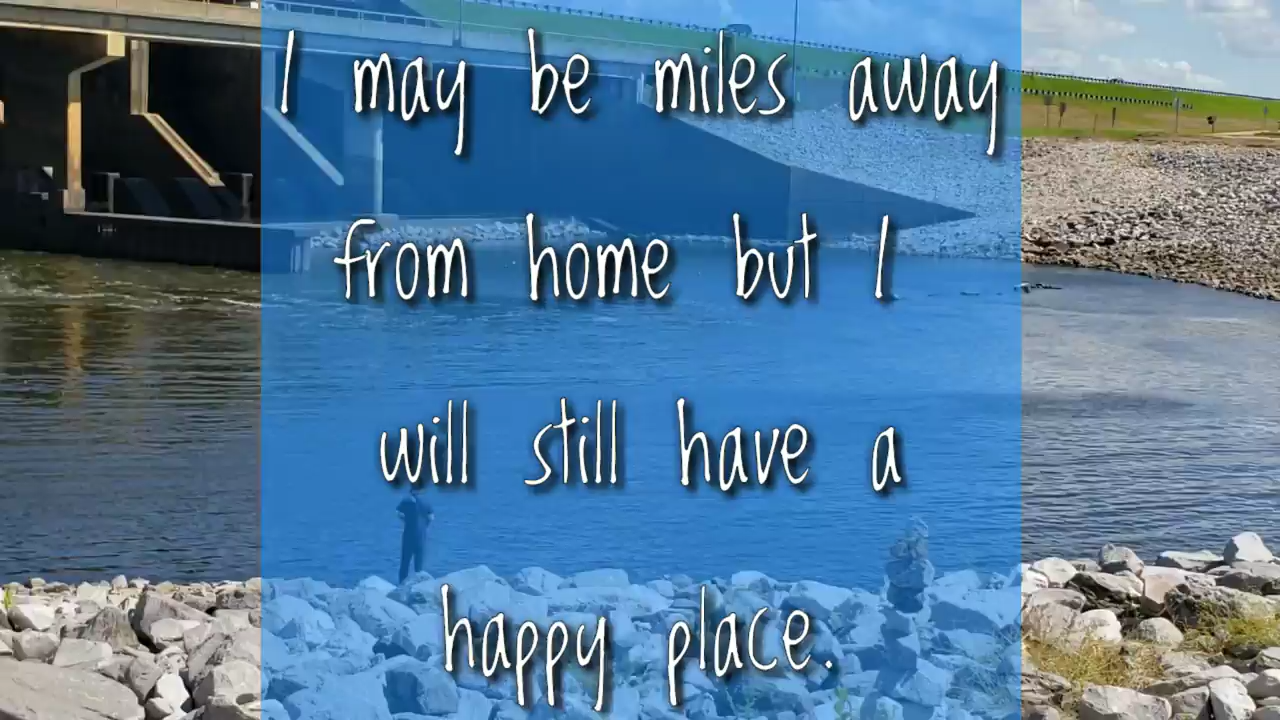 I may be miles away
from home but I
will still have a
happy place.